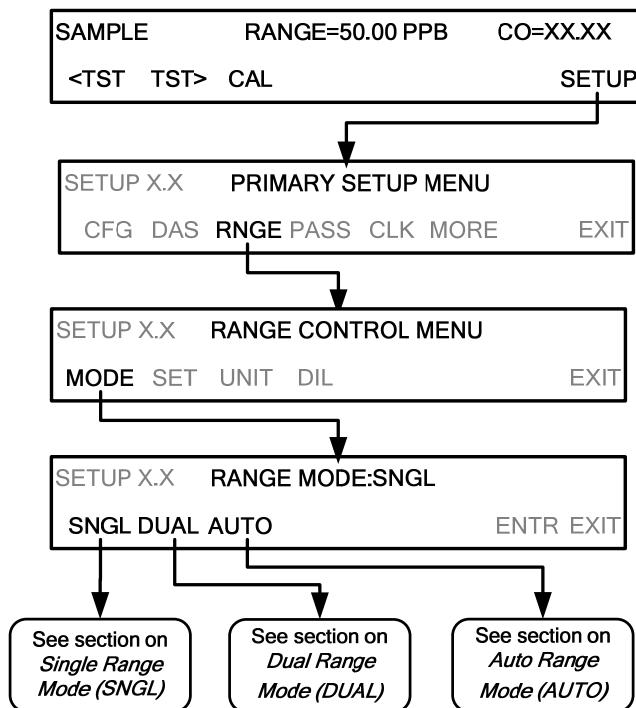 SAMPLE RANGE=50.00 PPB CO=XX.XX
<TST TST> CAL SETUP
SETUP X.X PRIMARY SETUP MENU
CFG DAS RNGE PASS CLK MORE EXIT
SETUP X.X RANGE CONTROL MENU
MODE SET UNIT DIL EXIT
SETUP X.X RANGE MODE:SNGL
SNGL DUAL AUTO ENTR EXIT
See section on
Single Range
Mode (SNGL)
See section on
Dual Range
Mode (DUAL)
See section on
Auto Range
Mode (AUTO)